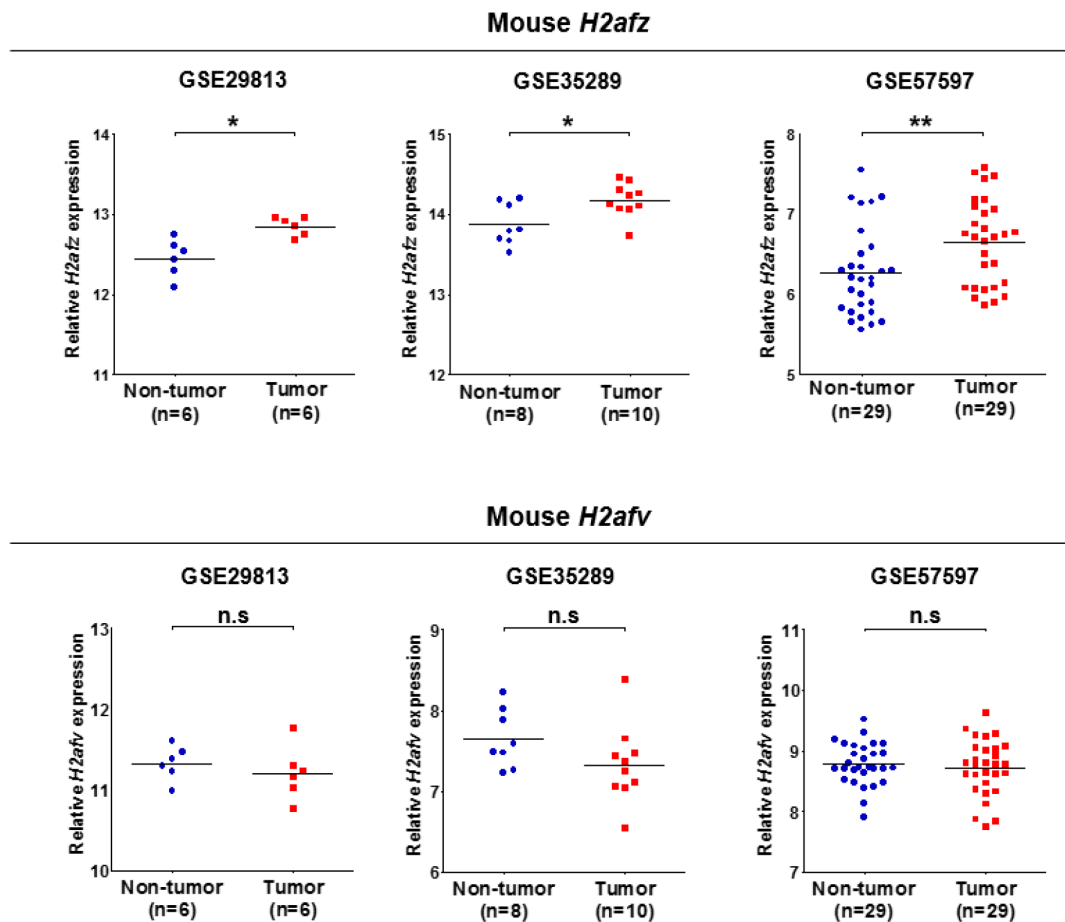 Mouse H2afz
GSE29813
GSE35289
GSE57597
*
*
**
Relative H2afz expression
14
13
12
11
Non-tumor
(n=6)
Tumor
(n=6)
Relative H2afz expression
15
14
13
12
Non-tumor
(n=8)
Tumor
(n=10)
Relative H2afz expression
8
7
6
5
Non-tumor
(n=29)
Tumor
(n=29)
Mouse H2afv
GSE29813
GSE35289
GSE57597
n.s
n.s
n.s
Relative H2afv expression
13
12
11
10
Non-tumor
(n=6)
Tumor
(n=6)
Relative H2afv expression
9
8
7
6
Non-tumor
(n=8)
Tumor
(n=10)
Relative H2afv expression
11
10
9
8
7
Non-tumor
(n=29)
Tumor
(n=29)